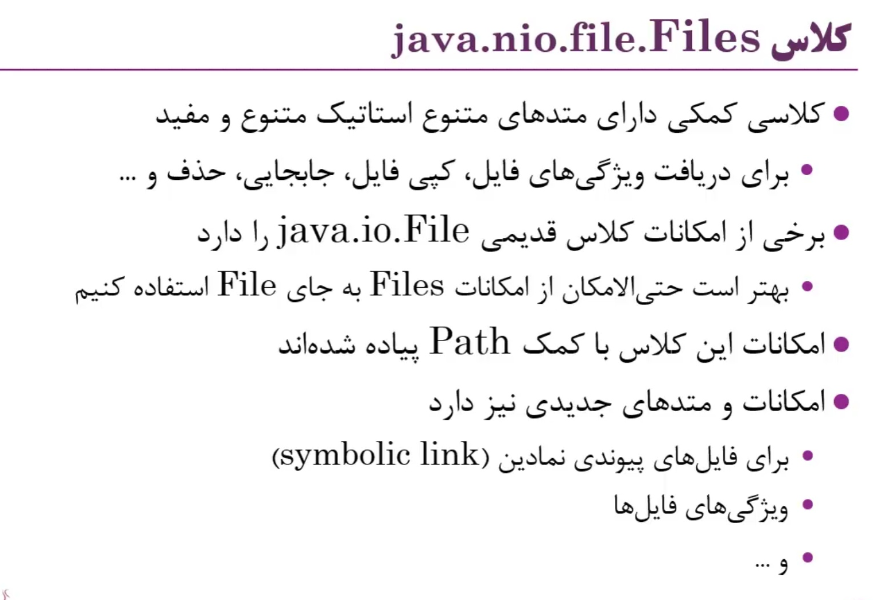 کلاس java.nio.file.Files
کلاسی کمکی دارای متدهای متنوع استاتیک متنوع و مفید
برای دریافت ویژگی‌های فایل، کپی فایل، جابجایی، حذف و ...
برخی از امکانات کلاس قدیمی java.io.File را دارد
بهتر است حتی‌الامکان از امکانات Files به جای File استفاده کنیم
امکانات این کلاس با کمک Path پیاده شده‌اند
امکانات و متدهای جدیدی نیز دارد
برای فایل‌های پیوندی نمادین (symbolic link)
ویژگی‌های فایل‌ها
و ...